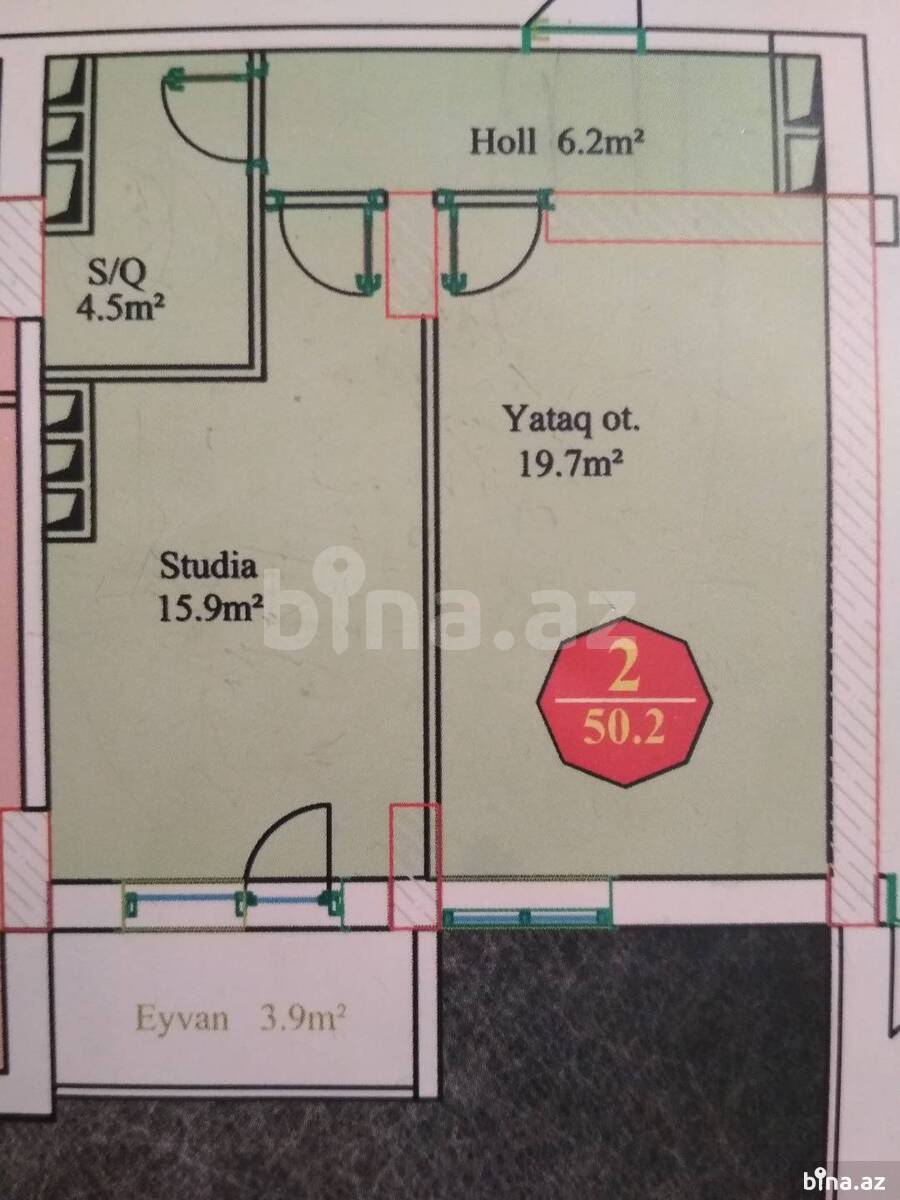 Holl 6.2m²
S/Q
4.5m²
Yataq ot.
19.7m²
Studia
15.9m²
bina.az
2
50.2
Eyvan 3.9m²
bina.az